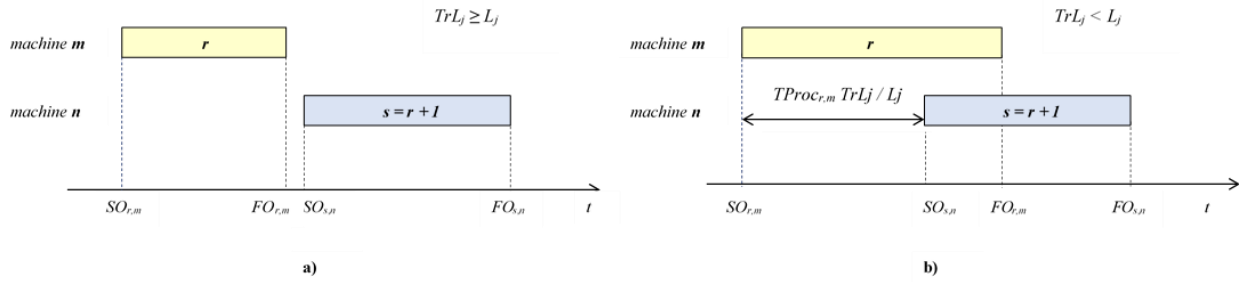 TrLj ≥ Lj
machine m
r
machine n
s = r + 1
SOr,m
FOr,m
SOs,n
FOs,n
t
a)
TrLj < Lj
machine m
r
machine n
TProcr,m TrLj / Lj
s = r + 1
SOr,m
SOs,n
FOr,m
FOs,n
t
b)